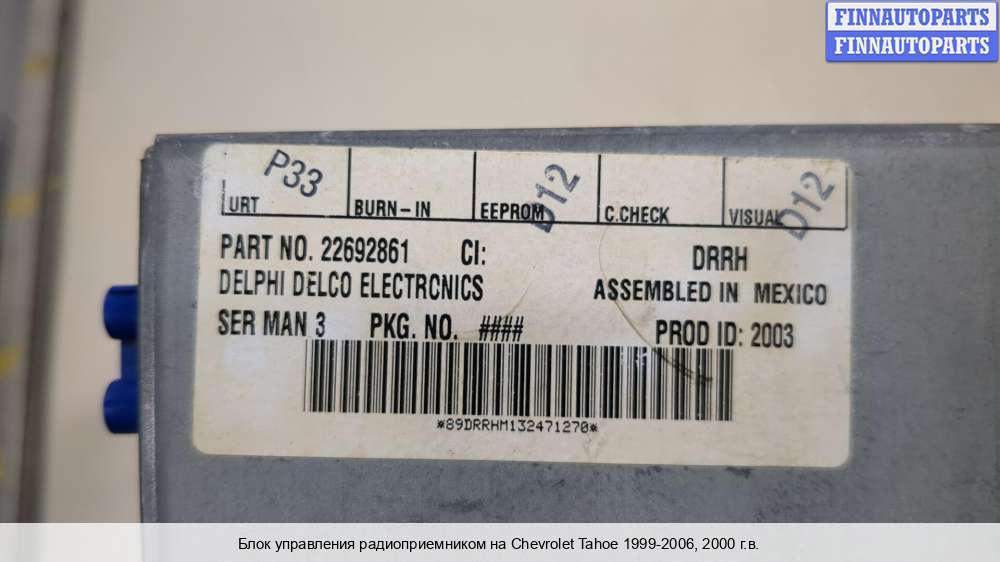 FINNAUTOPARTS
FINNAUTOPARTS
P33 D12 D12
URT BURN-IN EEPROM C.CHECK VISUAL
PART NO. 22692861 CI: DRRH
DELPHI DELCO ELECTRCNICS ASSEMBLED IN MEXICO
SER MAN 3 PKG. NO. #### PROD ID: 2003
*89DRRHM132471270*
Блок управления радиоприемником на Chevrolet Tahoe 1999-2006, 2000 г.в.